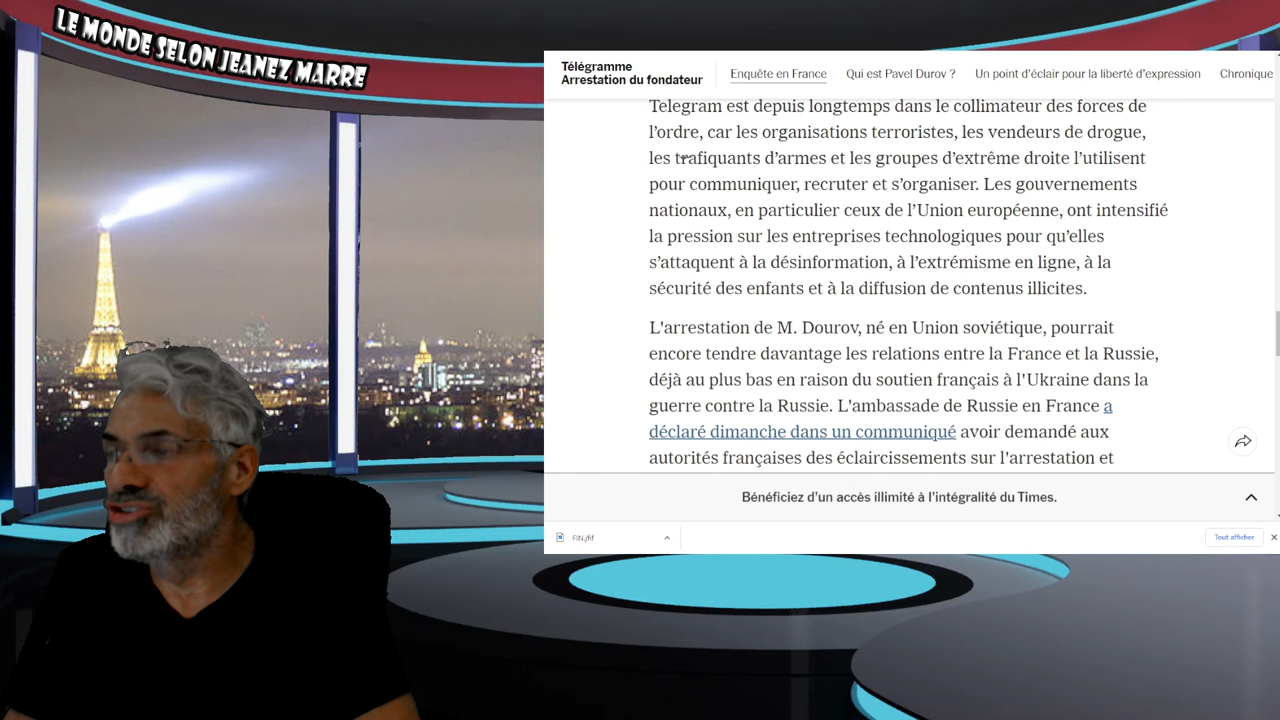 LE MONDE SELON JEANEZ MARRE
Télégramme
Arrestation du fondateur
Enquête en France
Qui est Pavel Durov ?
Un point d'éclair pour la liberté d'expression
Chronique
Telegram est depuis longtemps dans le collimateur des forces de
l'ordre, car les organisations terroristes, les vendeurs de drogue,
les trafiquants d'armes et les groupes d'extrême droite l'utilisent
pour communiquer, recruter et s'organiser. Les gouvernements
nationaux, en particulier ceux de l'Union européenne, ont intensifié
la pression sur les entreprises technologiques pour qu'elles
s'attaquent à la désinformation, à l'extrémisme en ligne, à la
sécurité des enfants et à la diffusion de contenus illicites.
L'arrestation de M. Dourov, né en Union soviétique, pourrait
encore tendre davantage les relations entre la France et la Russie,
déjà au plus bas en raison du soutien français à l'Ukraine dans la
guerre contre la Russie. L'ambassade de Russie en France a
déclaré dimanche dans un communiqué avoir demandé aux
autorités françaises des éclaircissements sur l'arrestation et
Bénéficiez d'un accès illimité à l'intégralité du Times.
FIN.jfif
Tout afficher